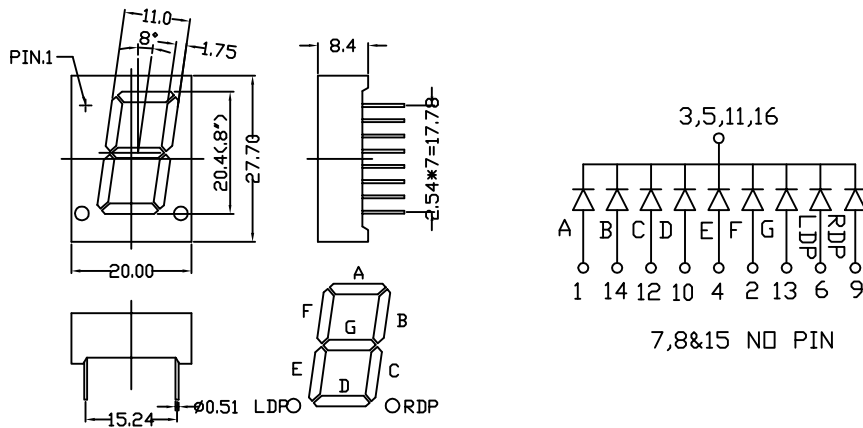 11.0
8°
1.75
PIN.1
20.4(.8")
27.70
20.00
8.4
2.54*7=17.78
15.24
ø0.51
A
F
B
G
E
C
D
LDP
RDP
3,5,11,16
A B C D E F G LDP RDP
1 14 12 10 4 2 13 6 9
7,8&15 NO PIN